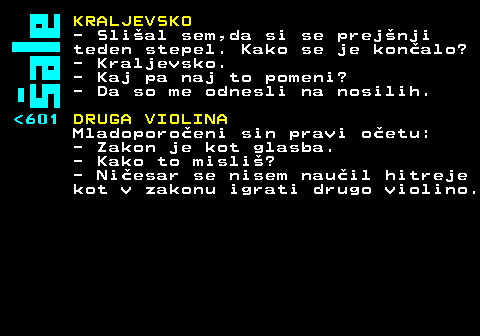 šale
KRALJEVSKO
- Slišal sem,da si se prejšnji
teden stepel. Kako se je končalo?
- Kraljevsko.
- Kaj pa naj to pomeni?
- Da so me odnesli na nosilih.
<601 DRUGA VIOLINA
Mladoporočeni sin pravi očetu:
- Zakon je kot glasba.
- Kako to misliš?
- Ničesar se nisem naučil hitreje
kot v zakonu igrati drugo violino.